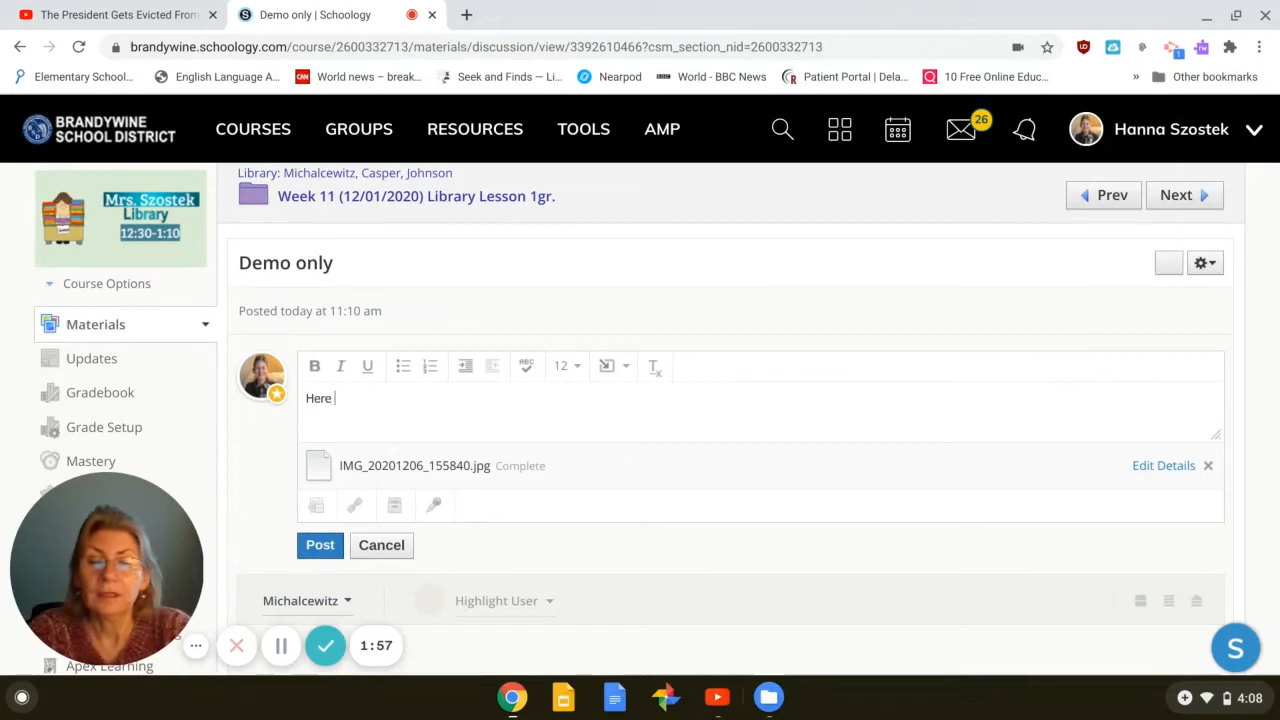 The President Gets Evicted From
Demo only | Schoology
brandywine.schoology.com/course/2600332713/materials/discussion/view/3392610466?csm_section_nid=2600332713
Elementary School...
English Language A...
World news – break...
Seek and Finds — Li...
Nearpod
World - BBC News
Patient Portal | Dela...
10 Free Online Educ...
»
Other bookmarks
BRANDYWINE
SCHOOL DISTRICT
COURSES
GROUPS
RESOURCES
TOOLS
AMP
26
Hanna Szostek
Library: Michalcewitz, Casper, Johnson
Week 11 (12/01/2020) Library Lesson 1gr.
Prev
Next
Mrs. Szostek
Library
12:30-1:10
Course Options
Materials
Updates
Gradebook
Grade Setup
Mastery
Apex Learning
Demo only
Posted today at 11:10 am
B I U
ABC
12
Tx
Here
IMG_20201206_155840.jpg Complete
Edit Details
Post
Cancel
Michalcewitz
Highlight User
1:57
S
4:08